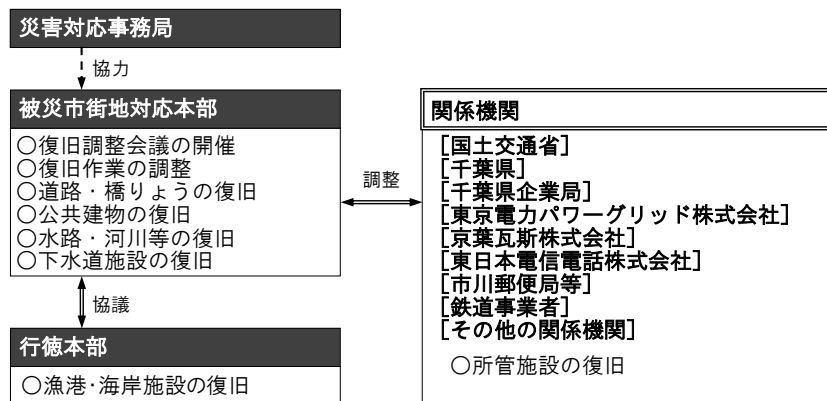 災害対応事務局
協力
被災市街地対応本部
○復旧調整会議の開催
○復旧作業の調整
○道路・橋りょうの復旧
○公共建物の復旧
○水路・河川等の復旧
○下水道施設の復旧
協議
行徳本部
○漁港・海岸施設の復旧
調整
関係機関
[国土交通省]
[千葉県]
[千葉県企業局]
[東京電力パワーグリッド株式会社]
[京葉瓦斯株式会社]
[東日本電信電話株式会社]
[市川郵便局等]
[鉄道事業者]
[その他の関係機関]
○所管施設の復旧